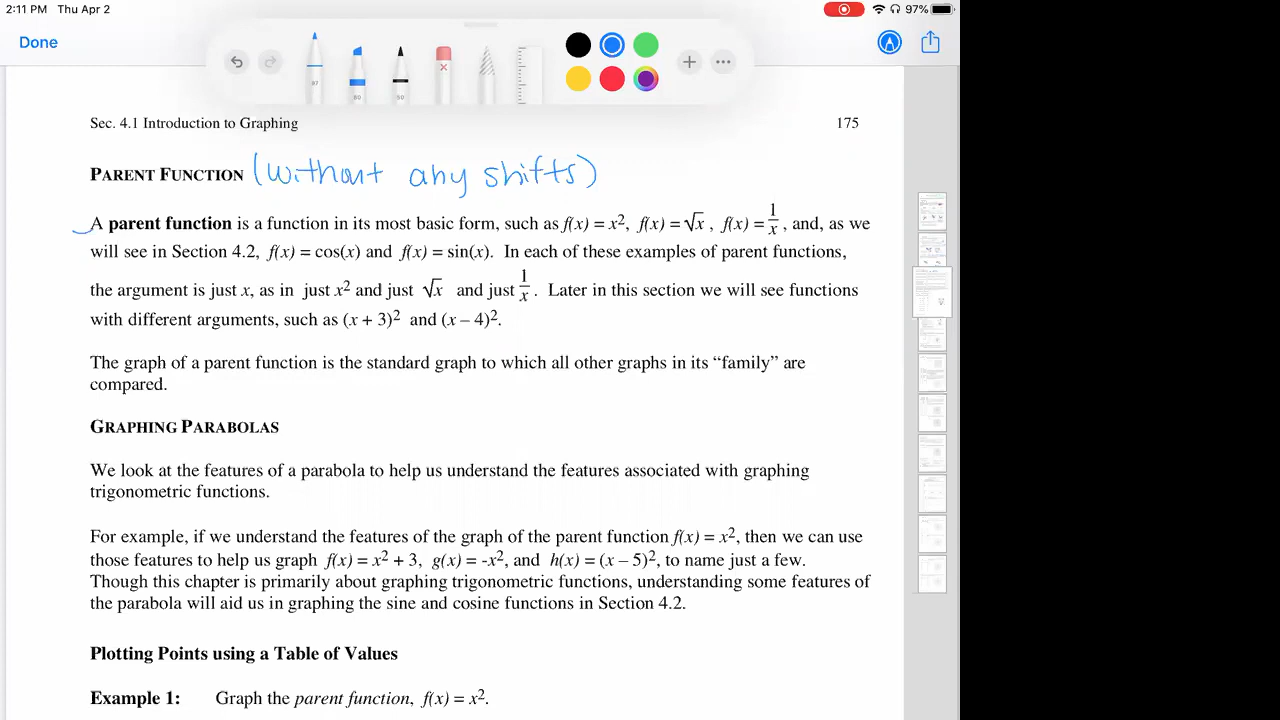 2:11 PM Thu Apr 2 97%
Done
97 80 50
Sec. 4.1 Introduction to Graphing 175
PARENT FUNCTION (without any shifts)
A parent function is a function in its most basic form, such as f(x) = x², f(x) = √x , f(x) = 1/x , and, as we
will see in Section 4.2, f(x) = cos(x) and f(x) = sin(x). In each of these examples of parent functions,
the argument is just x, as in just x² and just √x and just 1/x . Later in this section we will see functions
with different arguments, such as (x + 3)² and (x – 4)².
The graph of a parent function is the standard graph to which all other graphs in its “family” are
compared.
GRAPHING PARABOLAS
We look at the features of a parabola to help us understand the features associated with graphing
trigonometric functions.
For example, if we understand the features of the graph of the parent function f(x) = x², then we can use
those features to help us graph f(x) = x² + 3, g(x) = -x², and h(x) = (x – 5)², to name just a few.
Though this chapter is primarily about graphing trigonometric functions, understanding some features of
the parabola will aid us in graphing the sine and cosine functions in Section 4.2.
Plotting Points using a Table of Values
Example 1: Graph the parent function, f(x) = x².